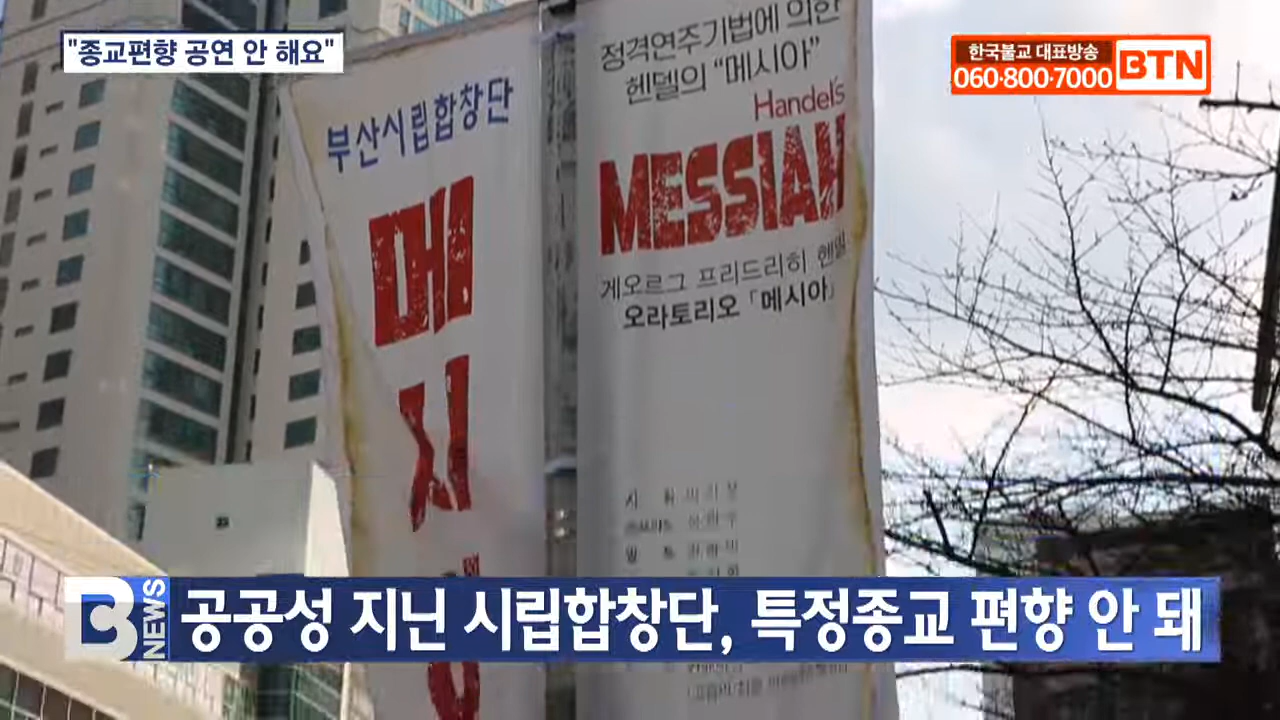 "종교편향 공연 안 해요"
한국불교 대표방송
060·800·7000
BTN
부산시립합창단
메
지
정격연주기법에 의한
헨델의 "메시아"
Handel's
MESSIAH
게오르그 프리드리히 헨델
오라토리오 「메시아」
B NEWS
공공성 지닌 시립합창단, 특정종교 편향 안 돼